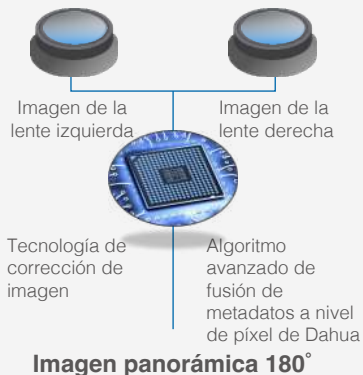 Imagen de la
lente izquierda
Imagen de la
lente derecha
Tecnología de
corrección de
imagen
Algoritmo
avanzado de
fusión de
metadatos a nivel
de píxel de Dahua
Imagen panorámica 180°